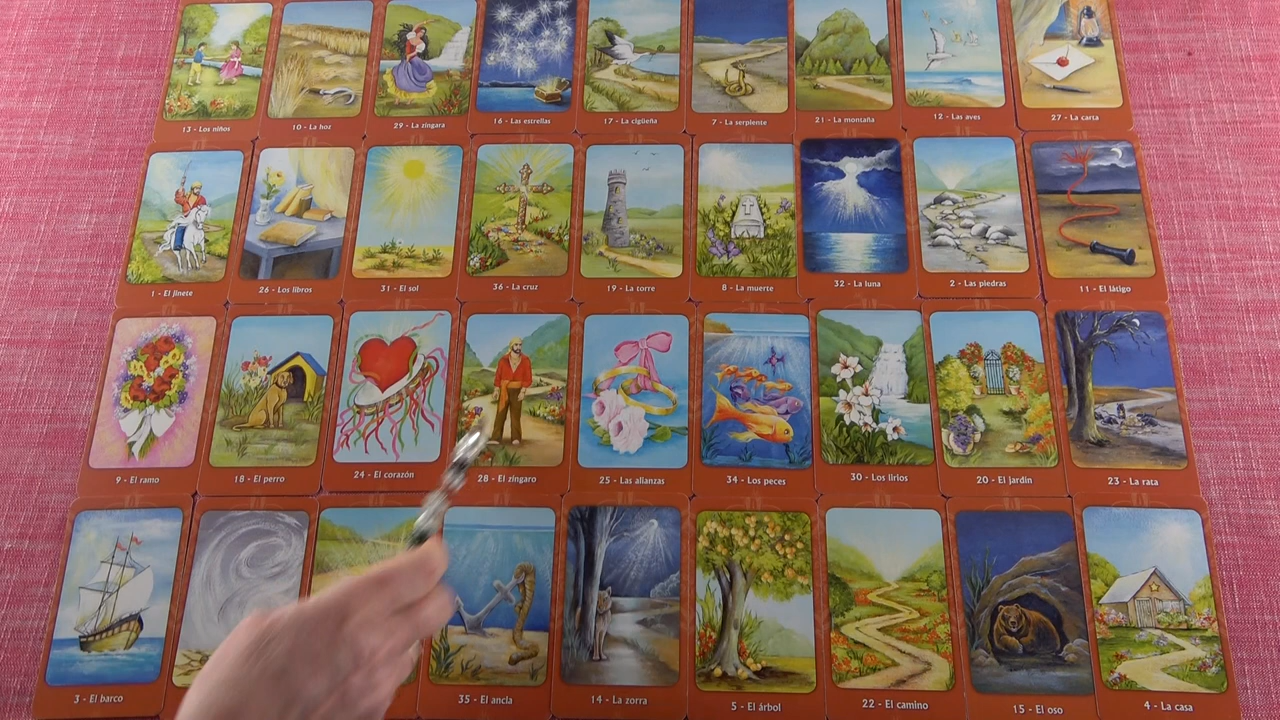 13 - Los niños
10 - La hoz
29 - La zíngara
16 - Las estrellas
17 - La cigüeña
7 - La serpiente
21 - La montaña
12 - Las aves
27 - La carta
1 - El jinete
26 - Los libros
31 - El sol
36 - La cruz
19 - La torre
8 - La muerte
32 - La luna
2 - Las piedras
11 - El látigo
9 - El ramo
18 - El perro
24 - El corazón
28 - El zíngaro
25 - Las alianzas
34 - Los peces
30 - Los lirios
20 - El jardín
23 - La rata
3 - El barco
35 - El ancla
14 - La zorra
5 - El árbol
22 - El camino
15 - El oso
4 - La casa